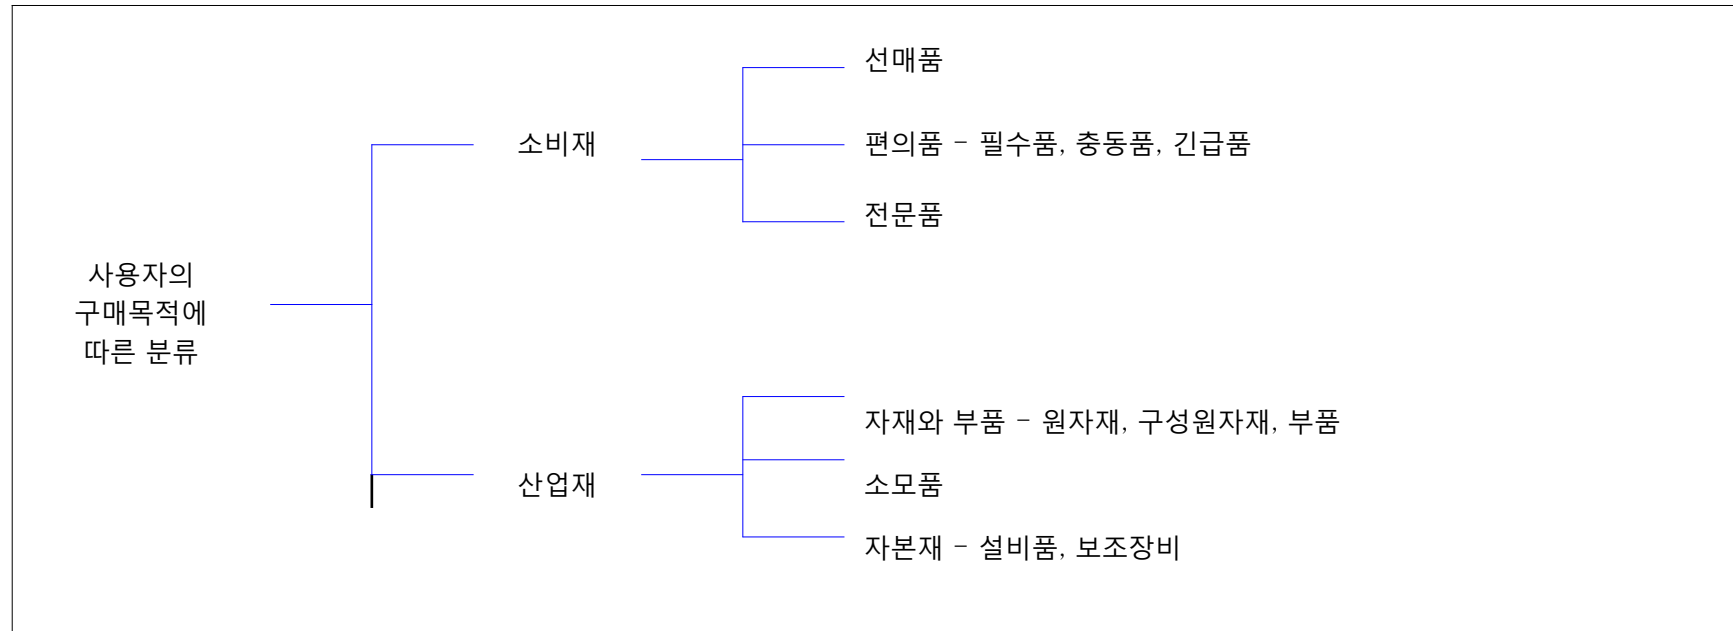 선매품
소비재
편의품 - 필수품, 충동품, 긴급품
전문품
사용자의
구매목적에
따른 분류
자재와 부품 - 원자재, 구성원자재, 부품
산업재
소모품
자본재 - 설비품, 보조장비